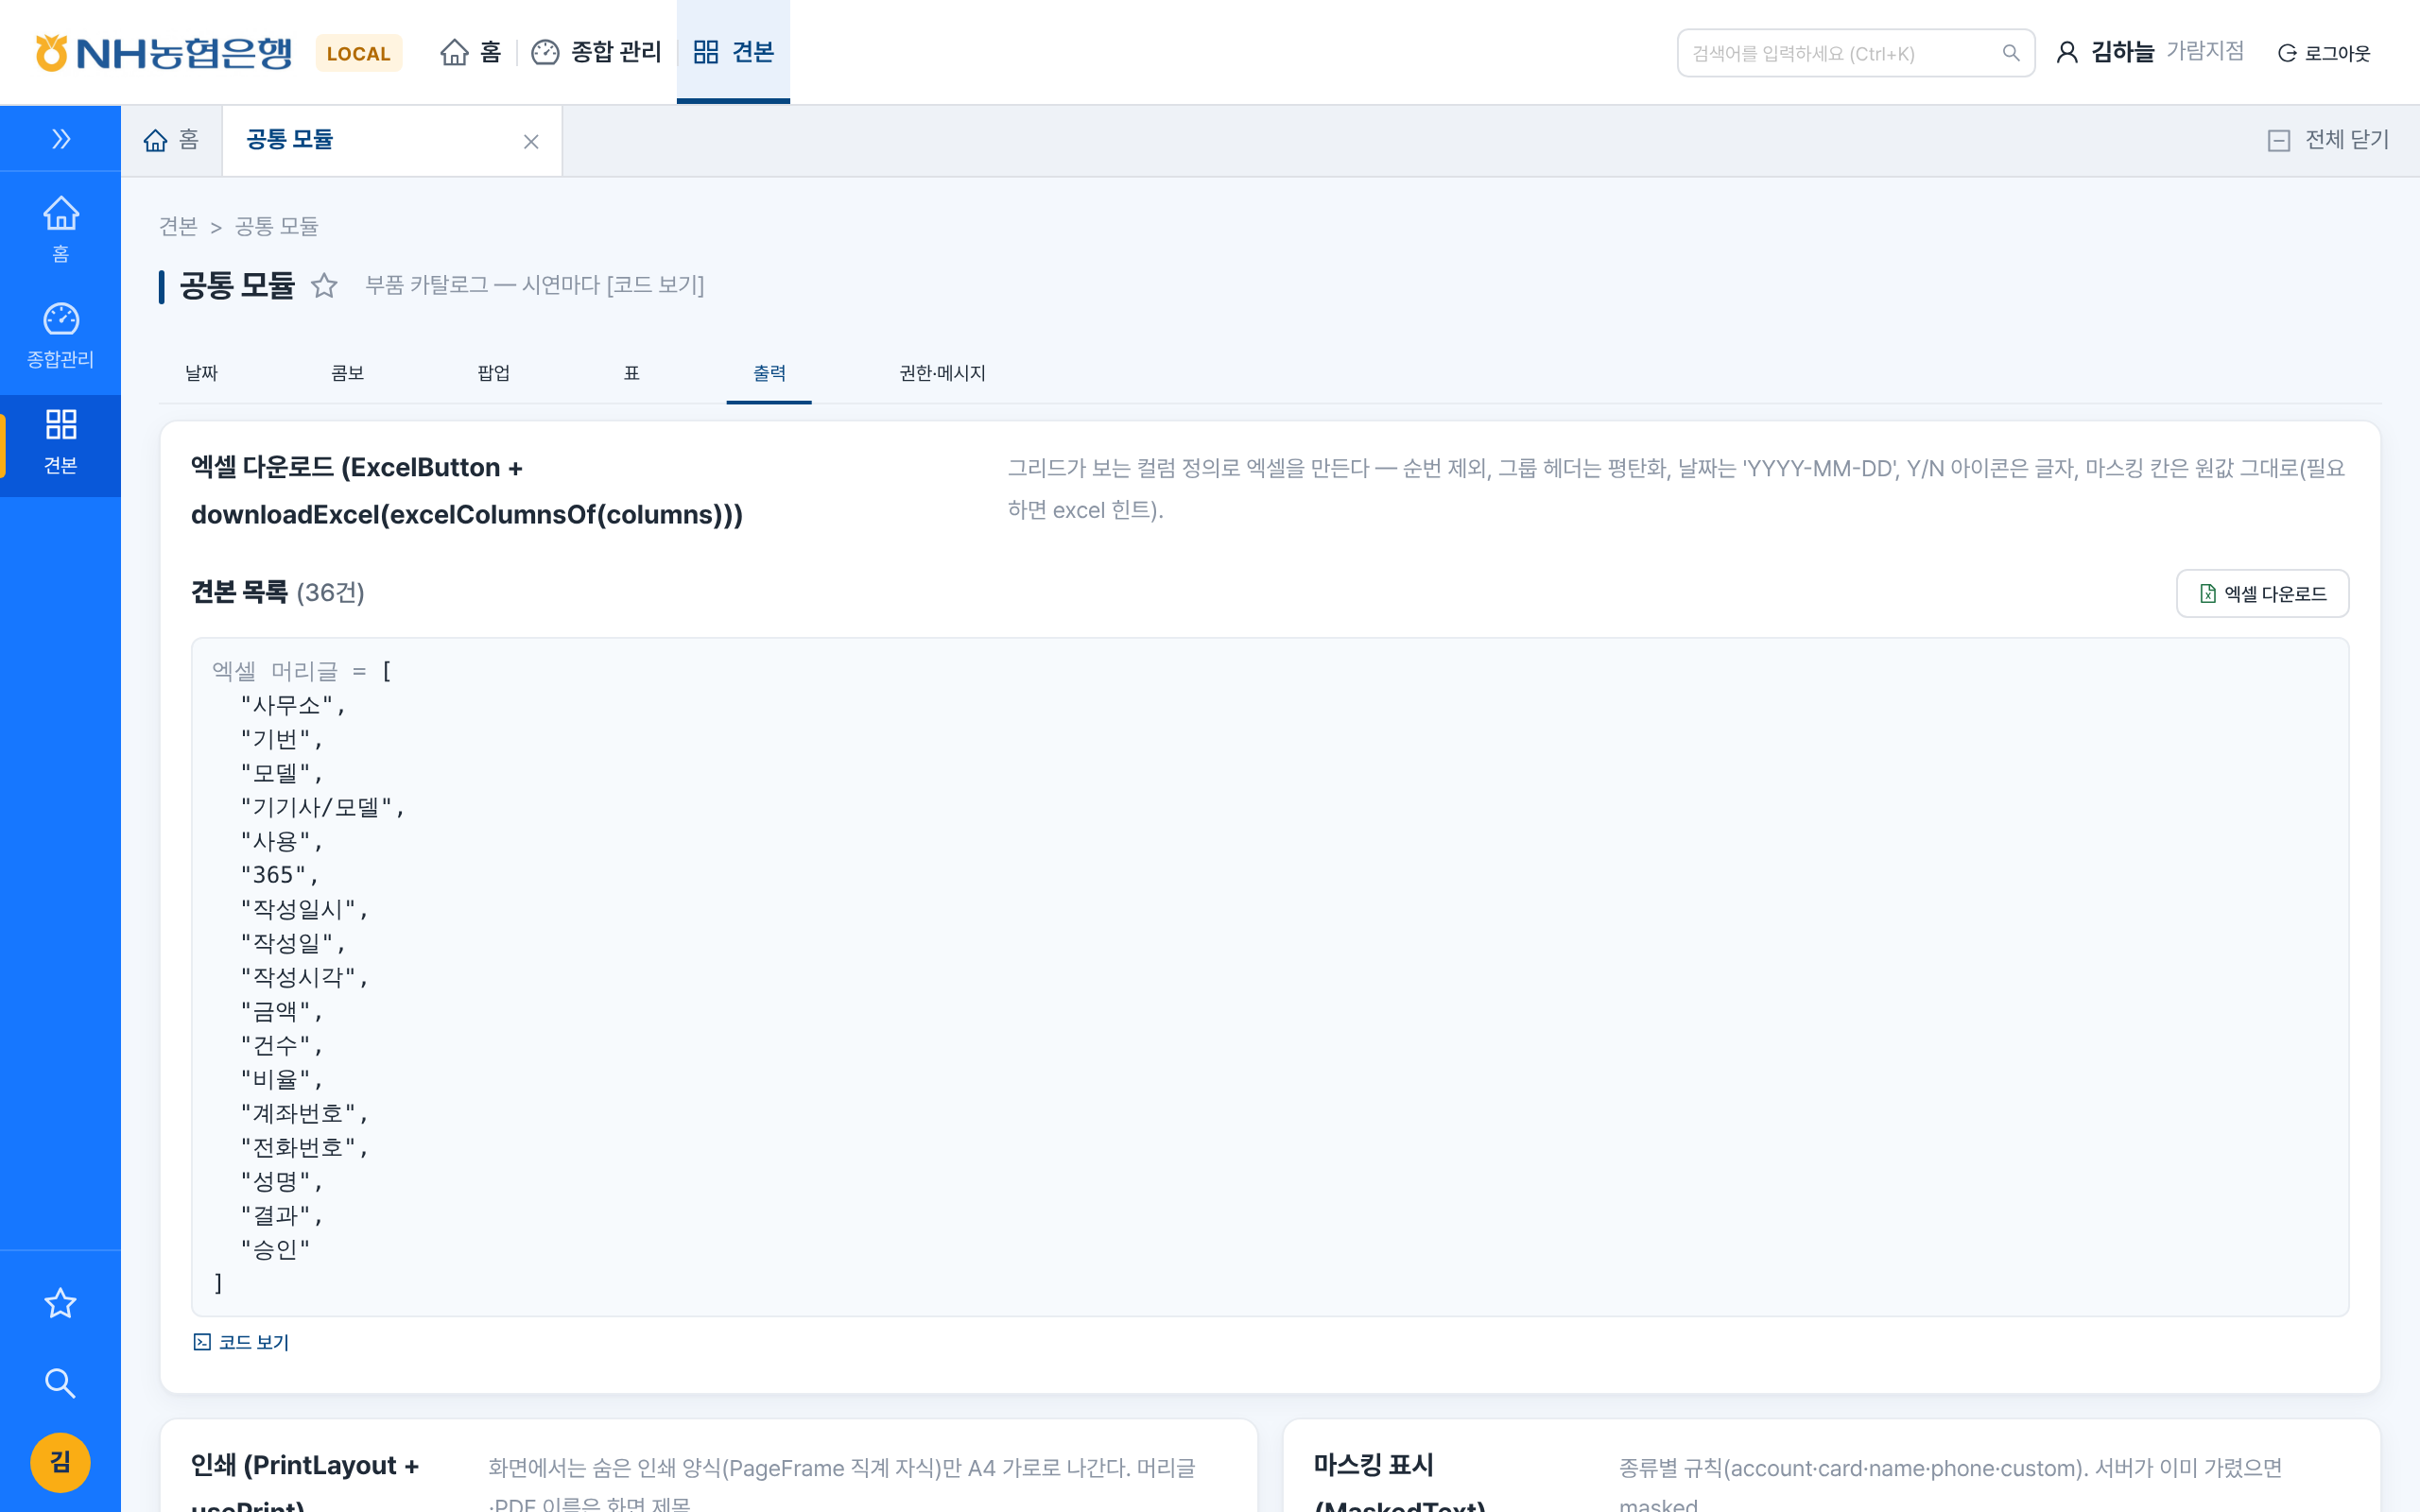 NH농협은행
LOCAL
홈
종합 관리
견본
검색어를 입력하세요 (Ctrl+K)
김하늘 가람지점
로그아웃
홈
공통 모듈
전체 닫기
홈
종합관리
견본
김
견본 > 공통 모듈
공통 모듈
부품 카탈로그 — 시연마다 [코드 보기]
날짜
콤보
팝업
표
출력
권한·메시지
엑셀 다운로드 (ExcelButton +
downloadExcel(excelColumnsOf(columns)))
그리드가 보는 컬럼 정의로 엑셀을 만든다 — 순번 제외, 그룹 헤더는 평탄화, 날짜는 'YYYY-MM-DD', Y/N 아이콘은 글자, 마스킹 칸은 원값 그대로(필요
하면 excel 힌트).
견본 목록 (36건)
엑셀 다운로드
엑셀 머리글 = [
"사무소",
"기번",
"모델",
"기기사/모델",
"사용",
"365",
"작성일시",
"작성일",
"작성시각",
"금액",
"건수",
"비율",
"계좌번호",
"전화번호",
"성명",
"결과",
"승인"
]
코드 보기
인쇄 (PrintLayout +
usePrint)
화면에서는 숨은 인쇄 양식(PageFrame 직계 자식)만 A4 가로로 나간다. 머리글
·PDF 이름은 화면 제목
마스킹 표시
(MaskedText)
종류별 규칙(account·card·name·phone·custom). 서버가 이미 가렸으면
masked